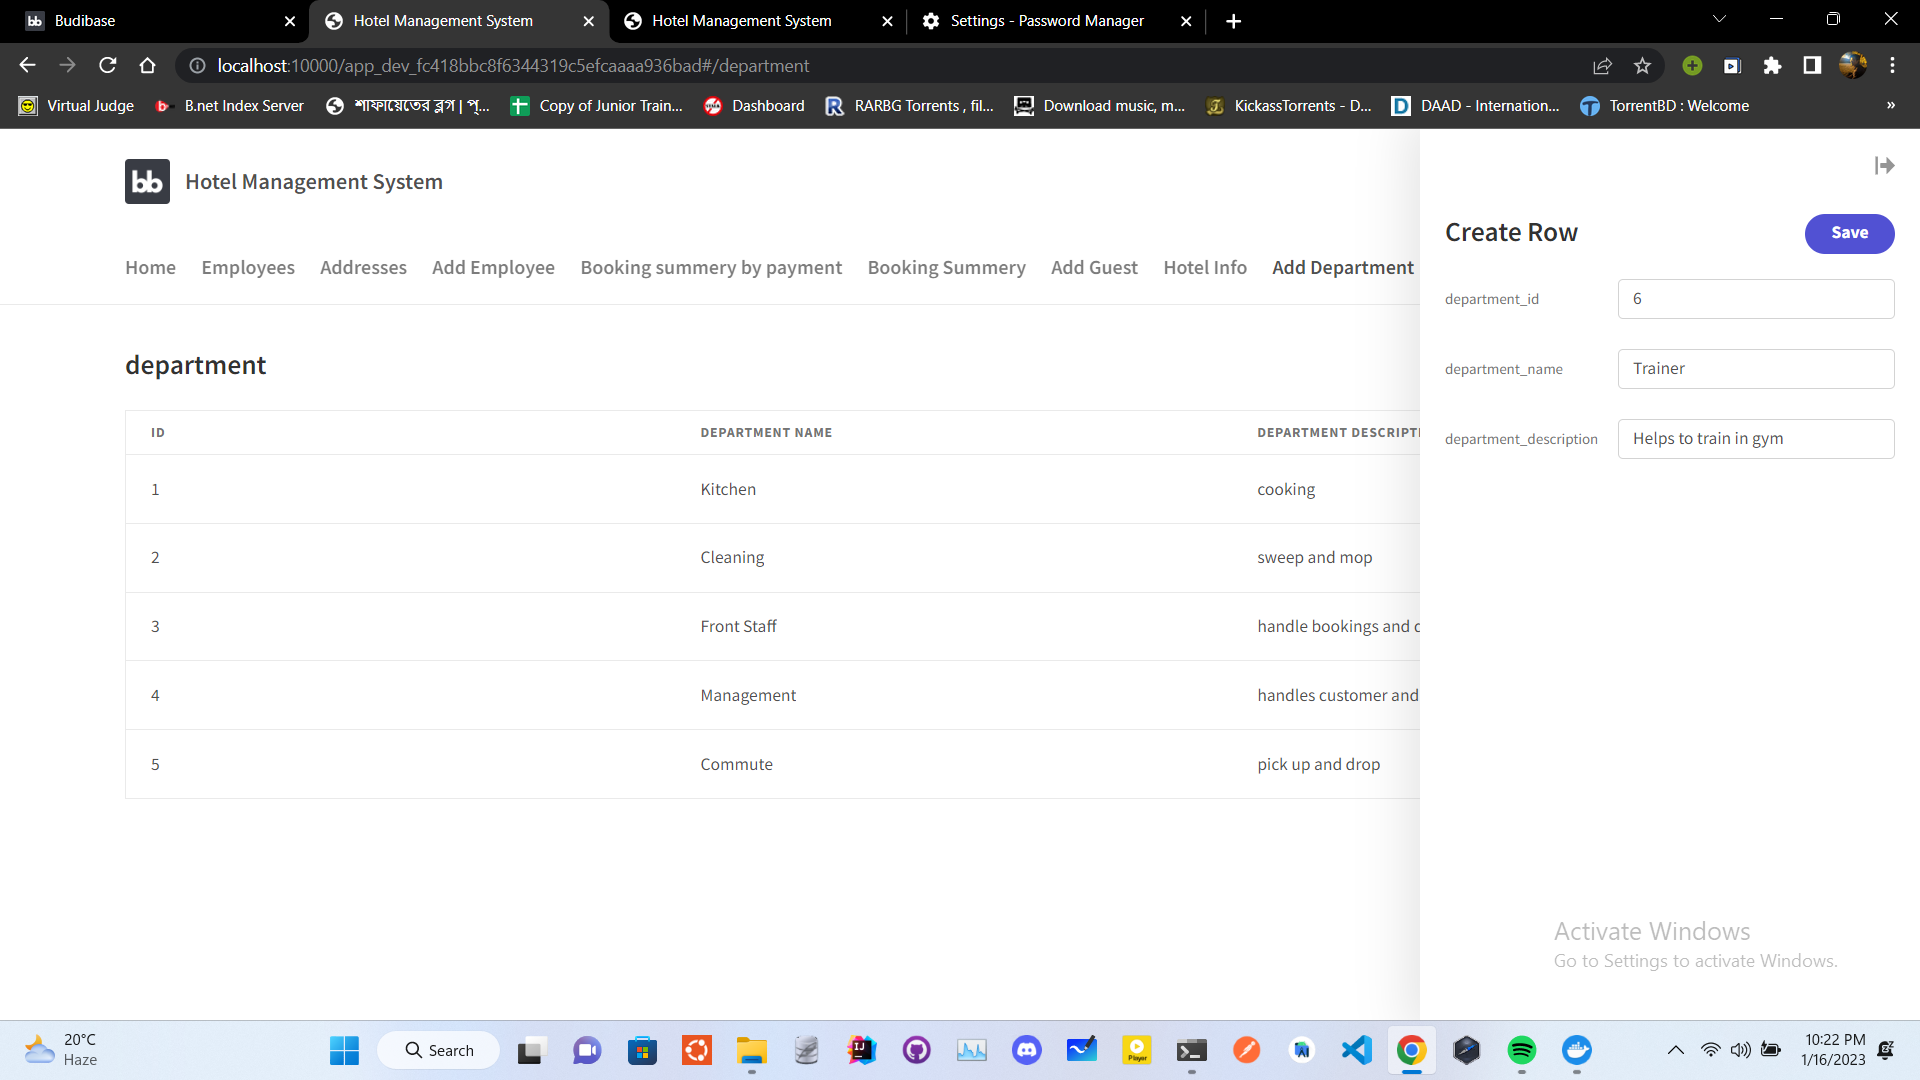 Budibase
Hotel Management System
Hotel Management System
Settings - Password Manager
localhost:10000/app_dev_fc418bbc8f6344319c5efcaaaa936bad#/department
Virtual Judge
B.net Index Server
শাফায়েতের ব্লগ | প্...
Copy of Junior Train...
Dashboard
RARBG Torrents , fil...
Download music, m...
KickassTorrents - D...
DAAD - Internation...
TorrentBD : Welcome
»
bb
Hotel Management System
Home
Employees
Addresses
Add Employee
Booking summery by payment
Booking Summery
Add Guest
Hotel Info
Add Department
department
ID DEPARTMENT NAME DEPARTMENT DESCRIPTI
1 Kitchen cooking
2 Cleaning sweep and mop
3 Front Staff handle bookings and c
4 Management handles customer and
5 Commute pick up and drop
Create Row
Save
department_id 6
department_name Trainer
department_description Helps to train in gym
Activate Windows
Go to Settings to activate Windows.
20°C
Haze
Search
Player
10:22 PM
1/16/2023